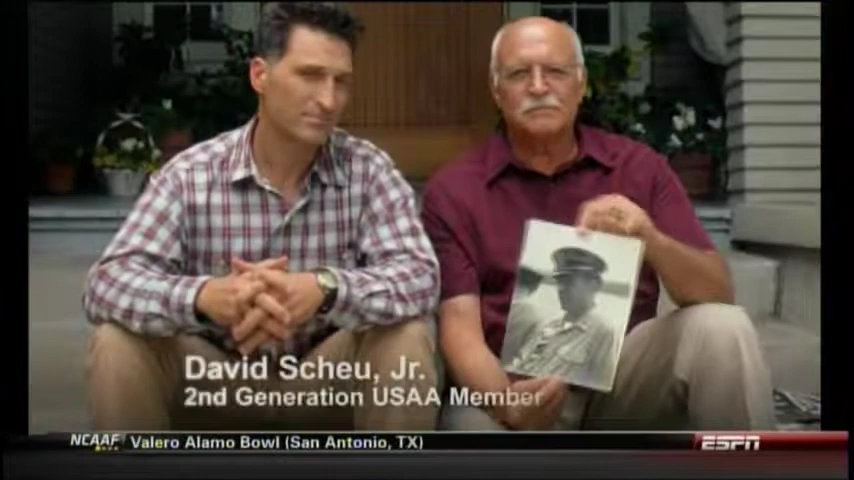 David Scheu, Jr.
2nd Generation USAA Member
NCAAF Valero Alamo Bowl (San Antonio, TX) ESPN